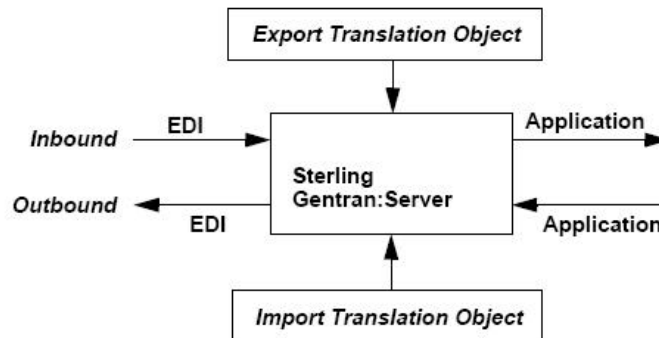 Export Translation Object
Inbound
EDI
Application
Sterling
Gentran:Server
Outbound
EDI
Application
Import Translation Object